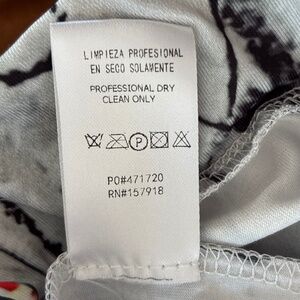 LIMPIEZA PROFESIONAL
EN SECO SOLAMENTE
PROFESSIONAL DRY
CLEAN ONLY
P
PO#471720
RN#157918